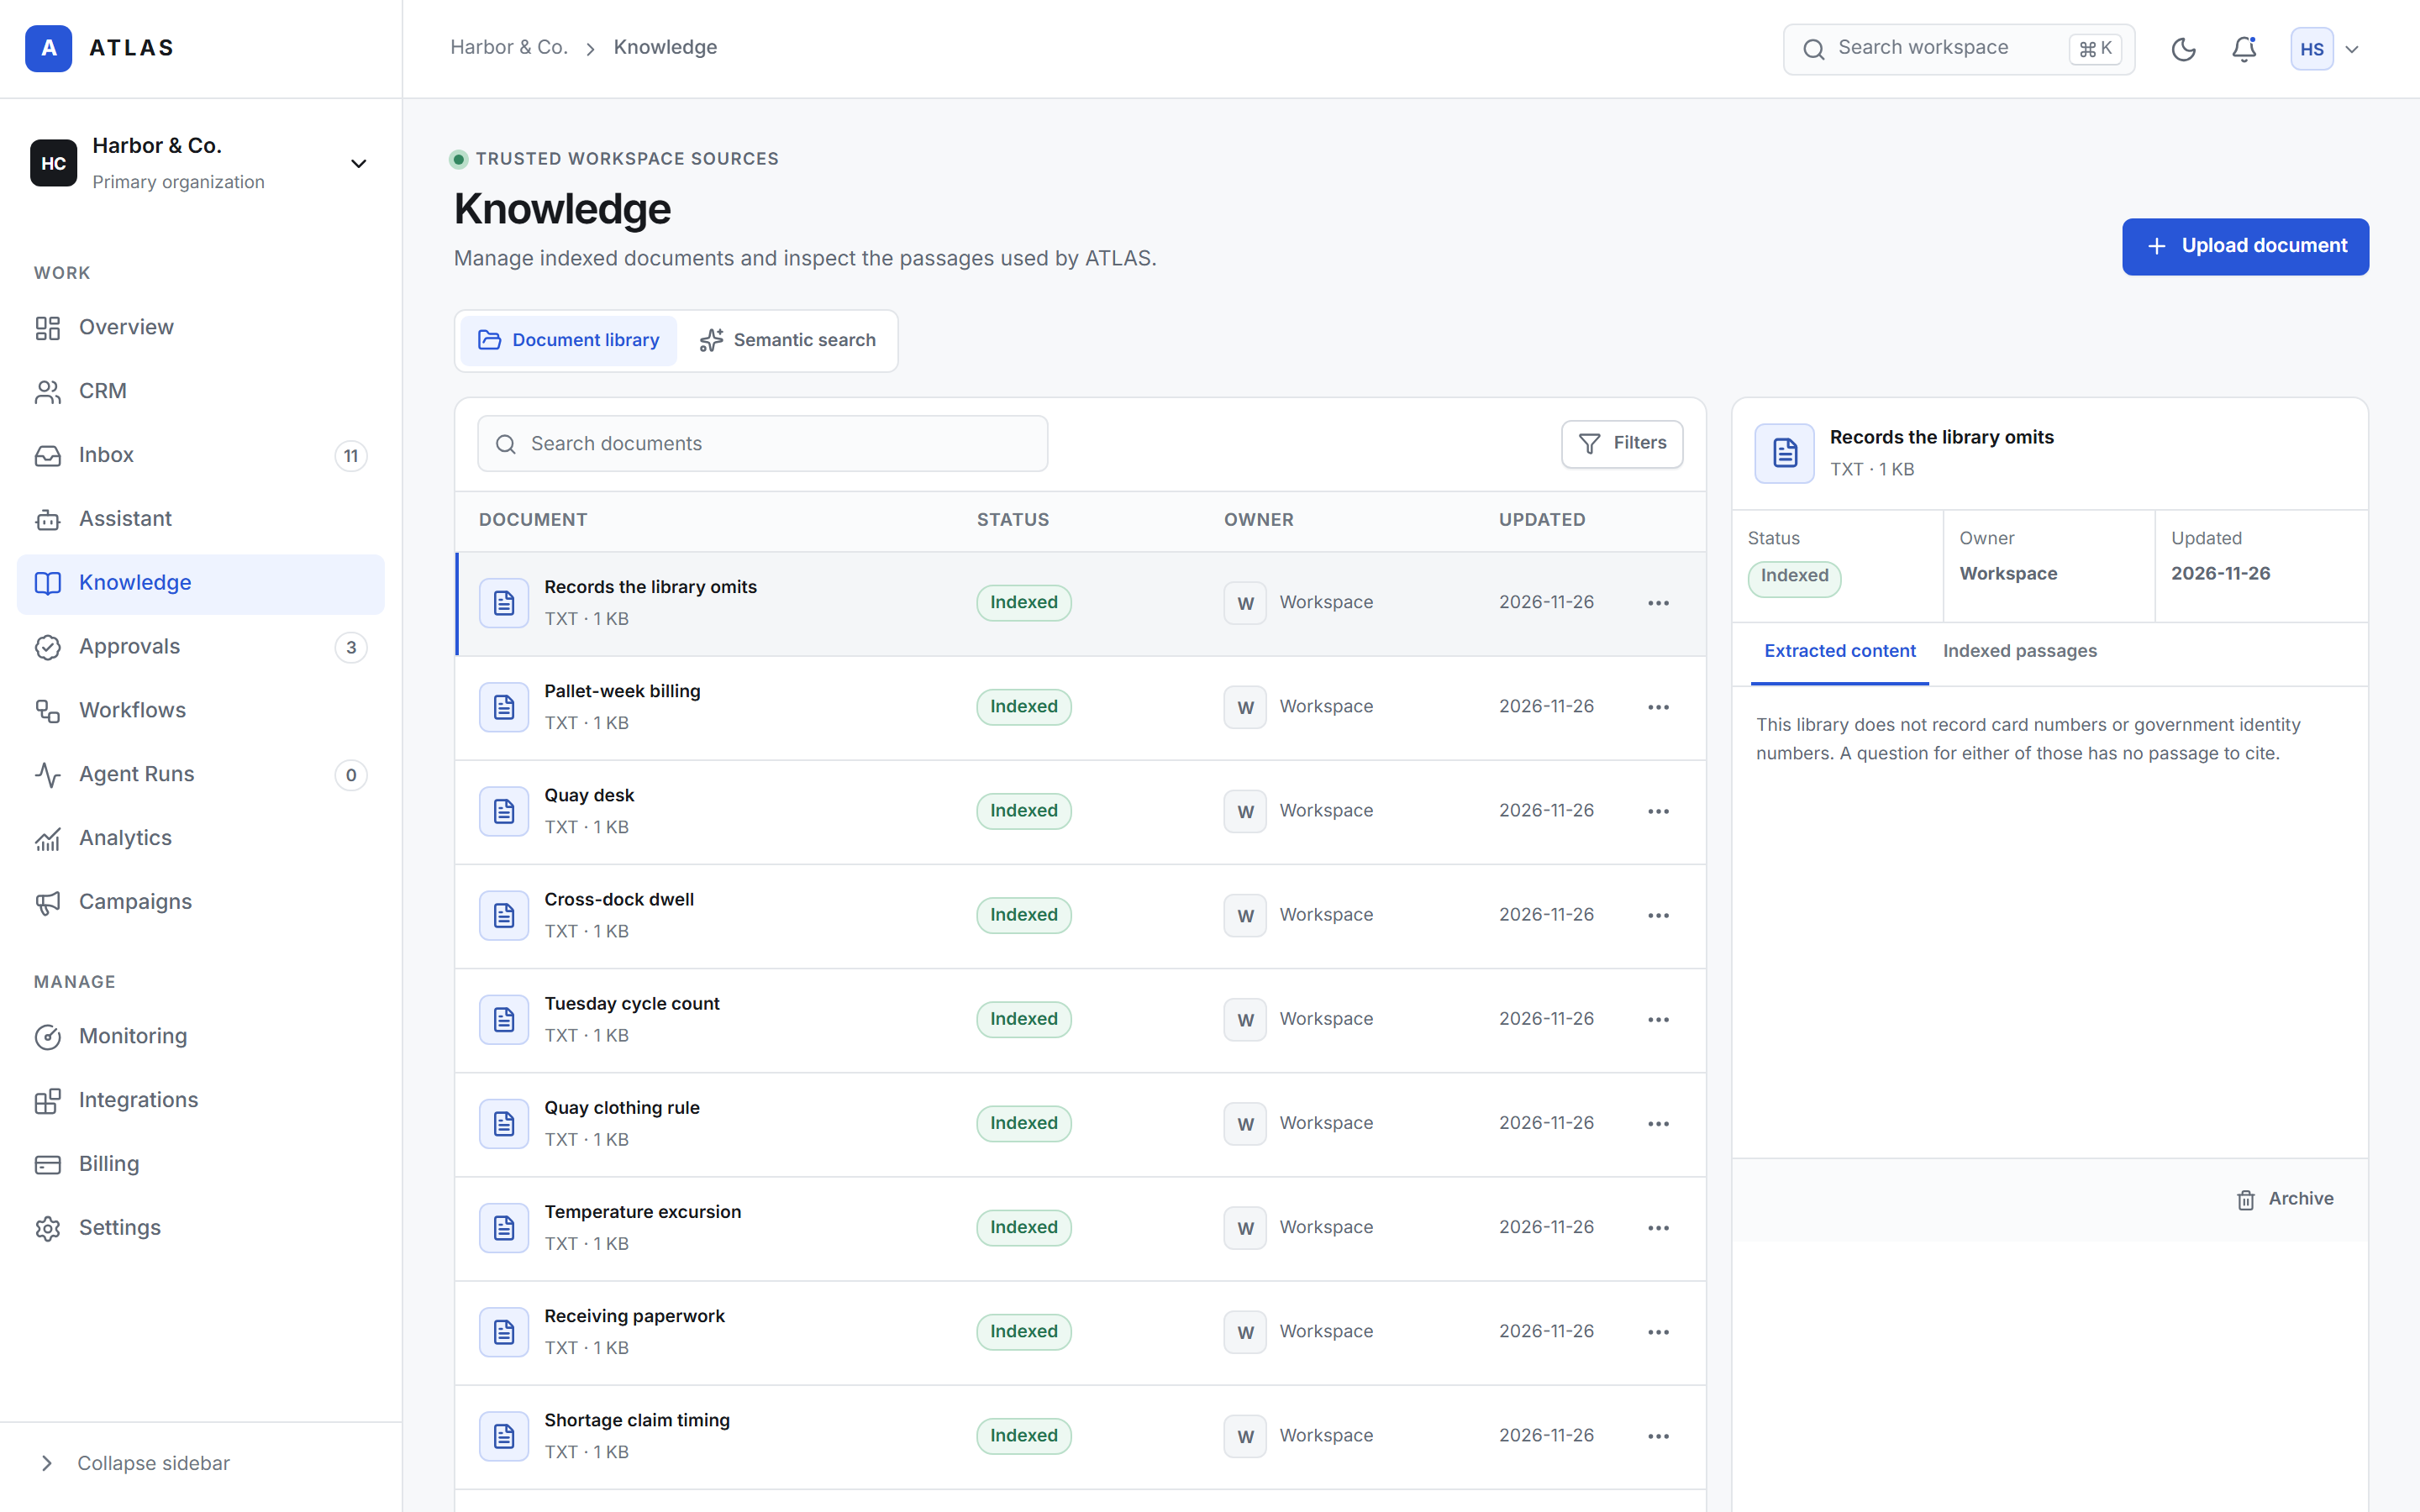 A ATLAS
Harbor & Co. Knowledge
Search workspace ⌘ K
HS
HC Harbor & Co.
Primary organization
WORK
Overview
CRM
Inbox 11
Assistant
Knowledge
Approvals 3
Workflows
Agent Runs 0
Analytics
Campaigns
MANAGE
Monitoring
Integrations
Billing
Settings
Collapse sidebar
TRUSTED WORKSPACE SOURCES
Knowledge
Manage indexed documents and inspect the passages used by ATLAS.
Upload document
Document library Semantic search
Search documents
Filters
DOCUMENT STATUS OWNER UPDATED
Records the library omits
TXT · 1 KB
Indexed W Workspace 2026-11-26
Pallet-week billing
TXT · 1 KB
Indexed W Workspace 2026-11-26
Quay desk
TXT · 1 KB
Indexed W Workspace 2026-11-26
Cross-dock dwell
TXT · 1 KB
Indexed W Workspace 2026-11-26
Tuesday cycle count
TXT · 1 KB
Indexed W Workspace 2026-11-26
Quay clothing rule
TXT · 1 KB
Indexed W Workspace 2026-11-26
Temperature excursion
TXT · 1 KB
Indexed W Workspace 2026-11-26
Receiving paperwork
TXT · 1 KB
Indexed W Workspace 2026-11-26
Shortage claim timing
TXT · 1 KB
Indexed W Workspace 2026-11-26
Records the library omits
TXT · 1 KB
Status Owner Updated
Indexed Workspace 2026-11-26
Extracted content Indexed passages
This library does not record card numbers or government identity
numbers. A question for either of those has no passage to cite.
Archive